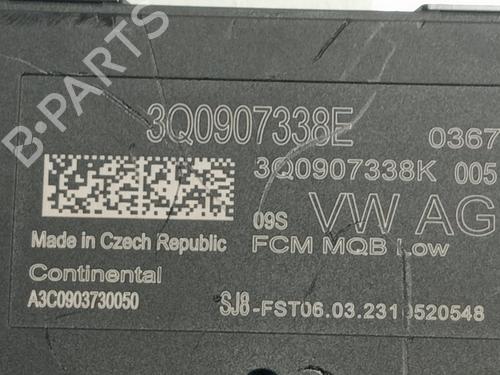 3Q0907338E 0367
3Q0907338K 005
09S VW AG
Made in Czech Republic FCM MQB Low
Continental
A3C0903730050 SJ8-FST06.03.2310520548
B-PARTS